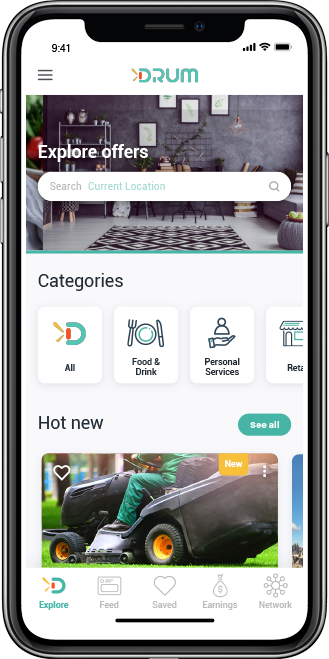 9:41
DRUM
Explore offers
Search Current Location
Categories
All
Food &
Drink
Personal
Services
Reta
Hot new
See all
New
Explore
Feed
Saved
Earnings
Network